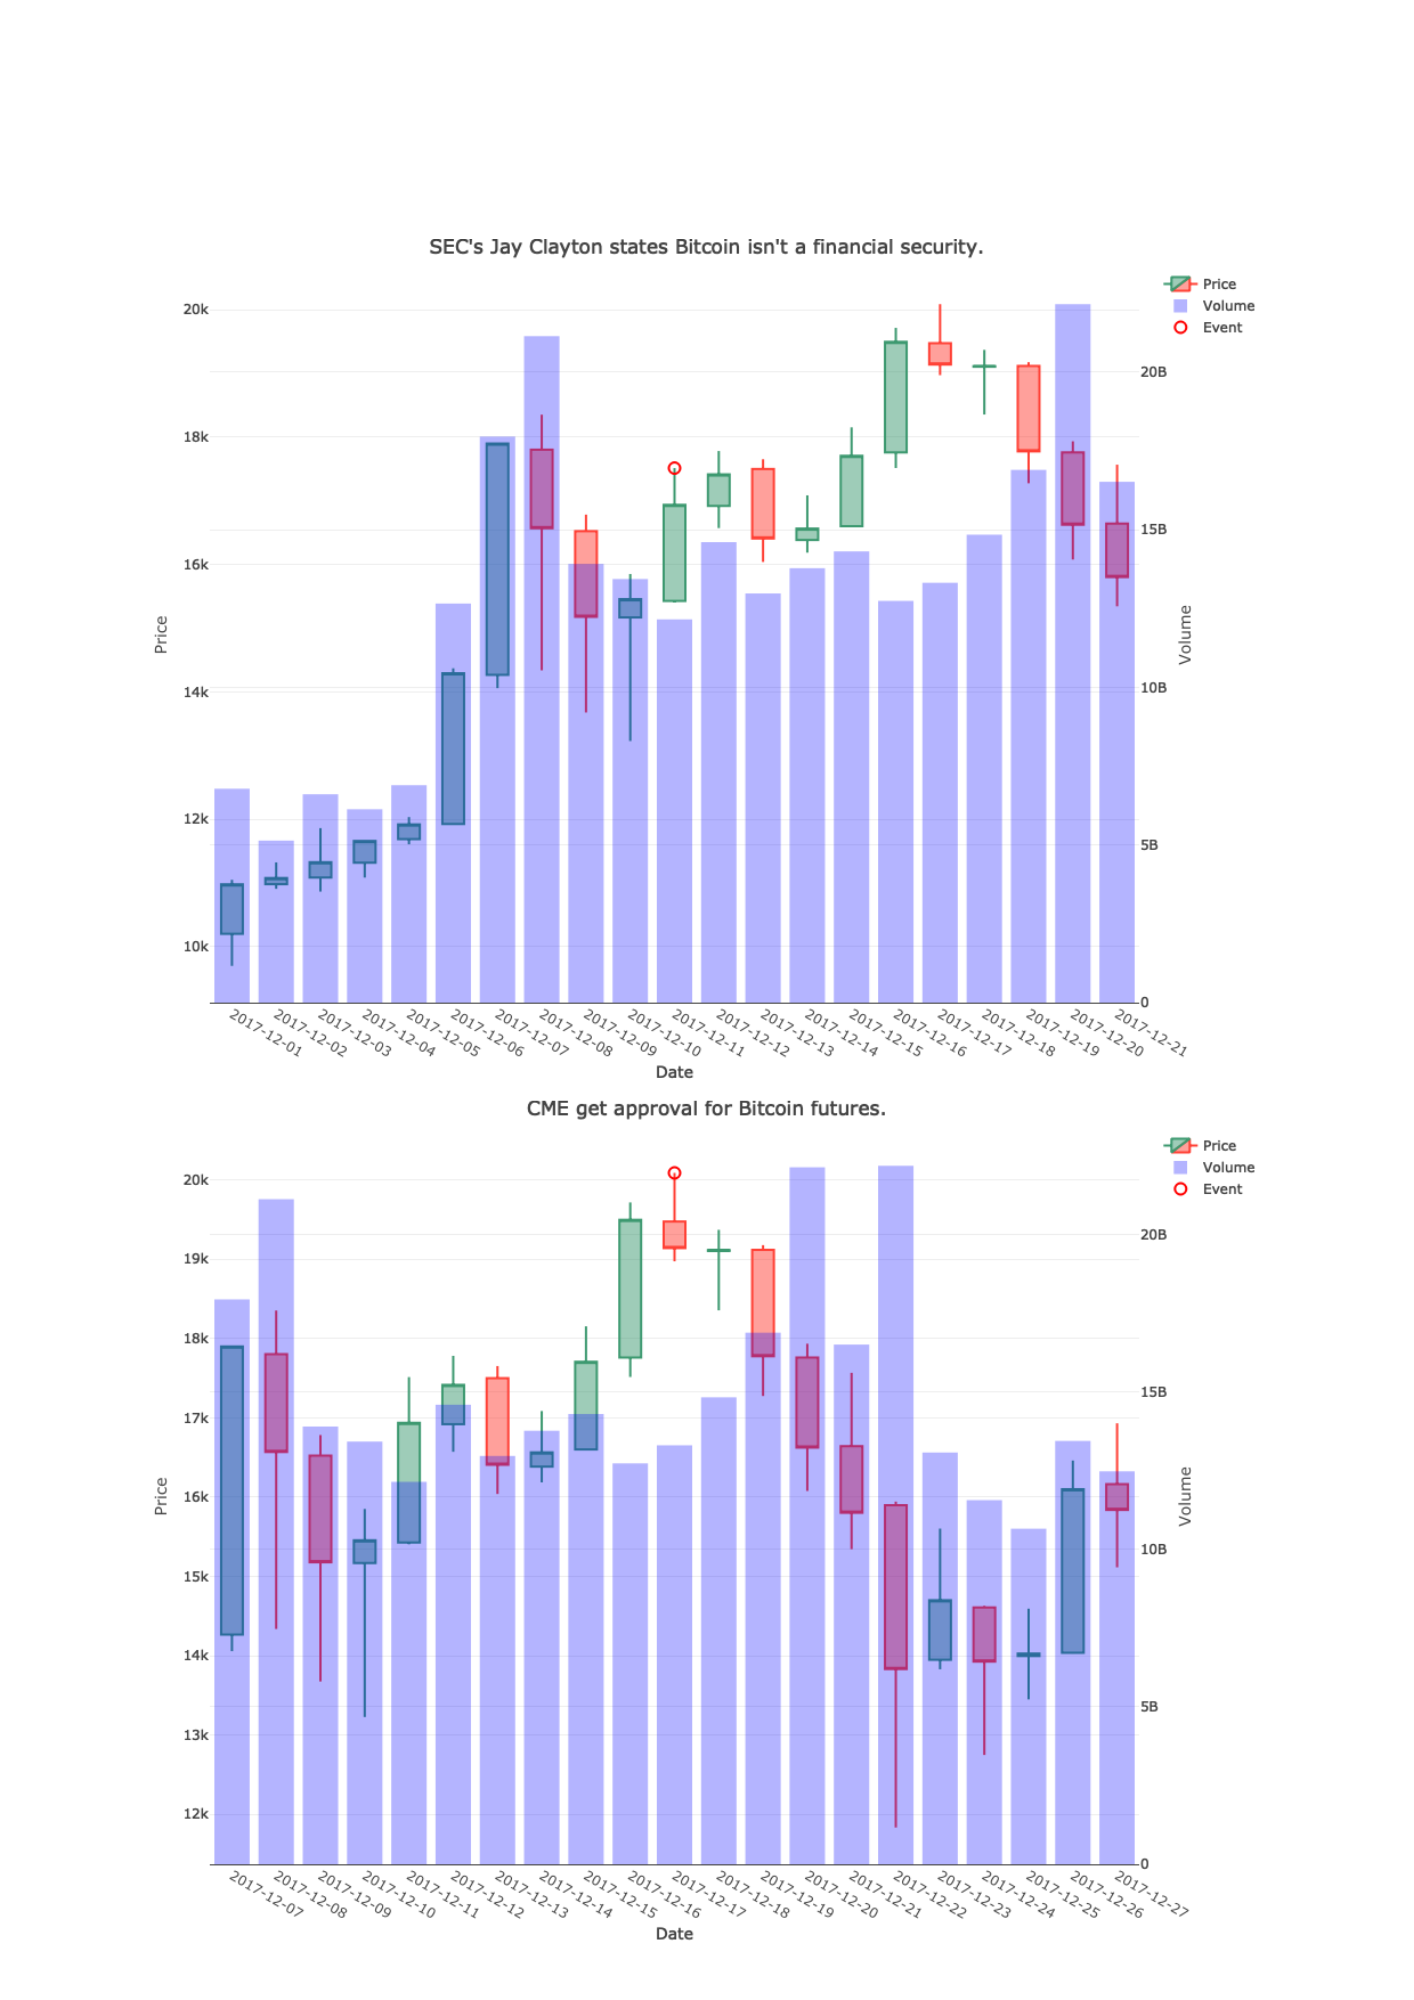 SEC's Jay Clayton states Bitcoin isn't a financial security.
Price
Volume
Event
20k
18k
16k
14k
12k
10k
Price
20B
15B
10B
5B
0
Volume
2017-12-01
2017-12-02
2017-12-03
2017-12-04
2017-12-05
2017-12-06
2017-12-07
2017-12-08
2017-12-09
2017-12-10
2017-12-11
2017-12-12
2017-12-13
2017-12-14
2017-12-15
2017-12-16
2017-12-17
2017-12-18
2017-12-19
2017-12-20
2017-12-21
Date
CME get approval for Bitcoin futures.
Price
Volume
Event
20k
19k
18k
17k
16k
15k
14k
13k
12k
Price
20B
15B
10B
5B
0
Volume
2017-12-07
2017-12-08
2017-12-09
2017-12-10
2017-12-11
2017-12-12
2017-12-13
2017-12-14
2017-12-15
2017-12-16
2017-12-17
2017-12-18
2017-12-19
2017-12-20
2017-12-21
2017-12-22
2017-12-23
2017-12-24
2017-12-25
2017-12-26
2017-12-27
Date